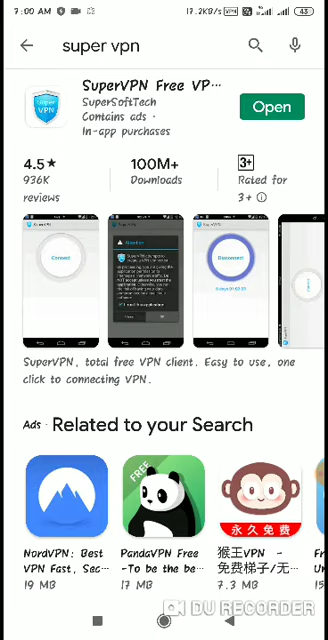 7:00 AM 17.2KB/s VPN 4G 43
super vpn
SuperVPN Free VP...
SuperSoftTech
Contains ads ·
In-app purchases
Open
4.5★ 100M+ 3+
936K reviews Downloads Rated for 3+
SuperVPN, total free VPN client. Easy to use, one
click to connecting VPN.
Ads · Related to your Search
NordVPN: Best
VPN Fast, Sec...
19 MB
FREE
PandaVPN Free
-To be the be...
17 MB
永久免费
猴王VPN -
免费梯子/无...
7.3 MB
DU RECORDER